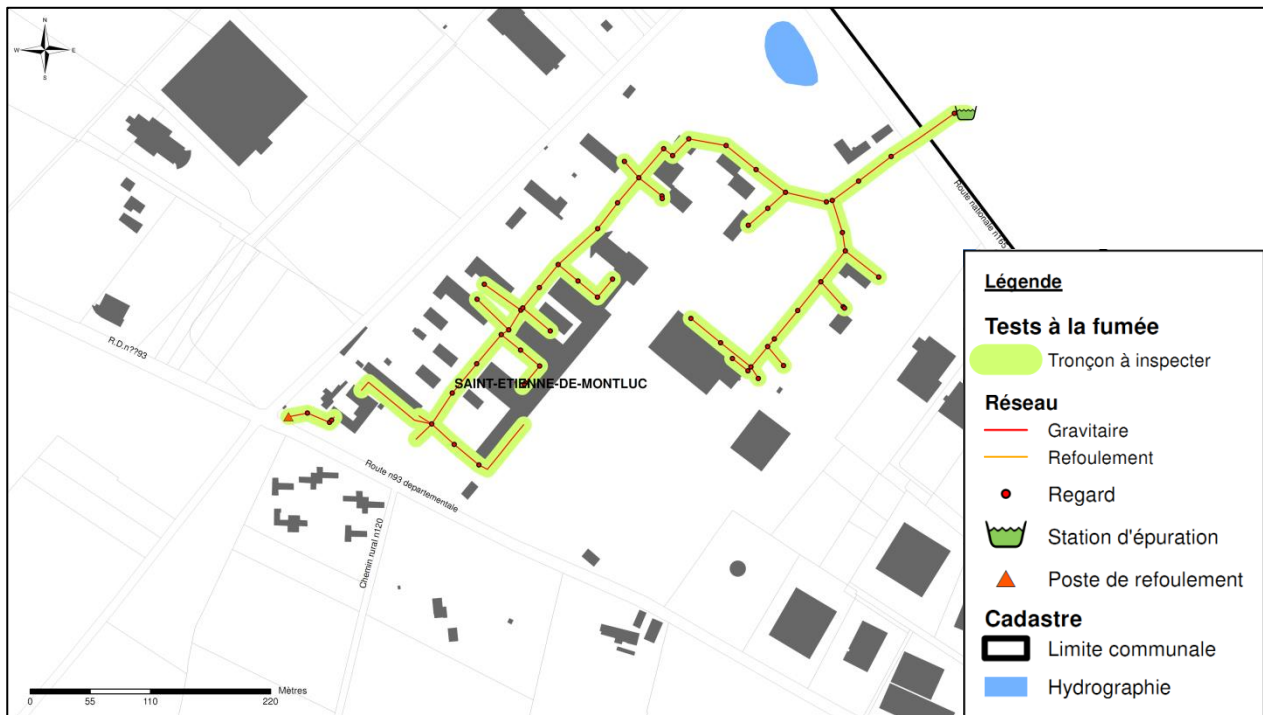 N
W E
S
Route nationale n165
R.D.n??93
SAINT-ETIENNE-DE-MONTLUC
Route n93 departementale
Chemin rural n120
Mètres
0 55 110 220
Légende
Tests à la fumée
Tronçon à inspecter
Réseau
Gravitaire
Refoulement
Regard
Station d'épuration
Poste de refoulement
Cadastre
Limite communale
Hydrographie